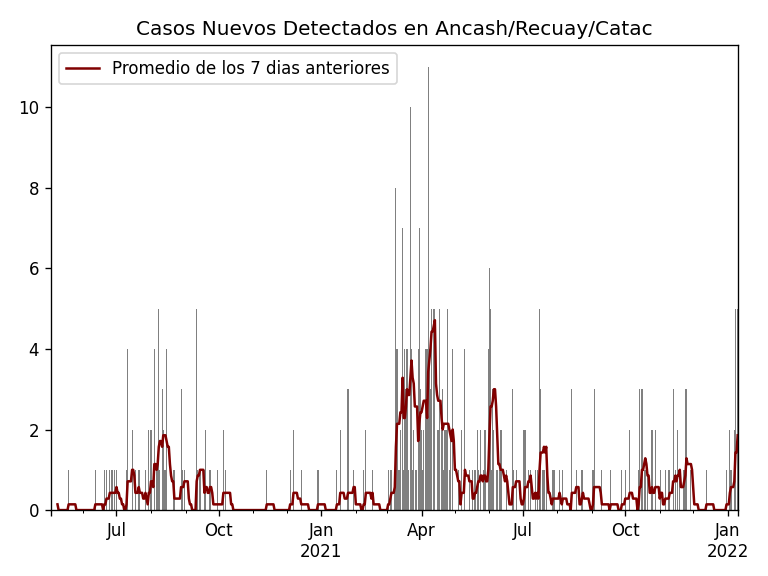 Casos Nuevos Detectados en Ancash/Recuay/Catac
Promedio de los 7 dias anteriores
10
8
6
4
2
0
Jul Oct Jan Apr Jul Oct Jan
2021 2022